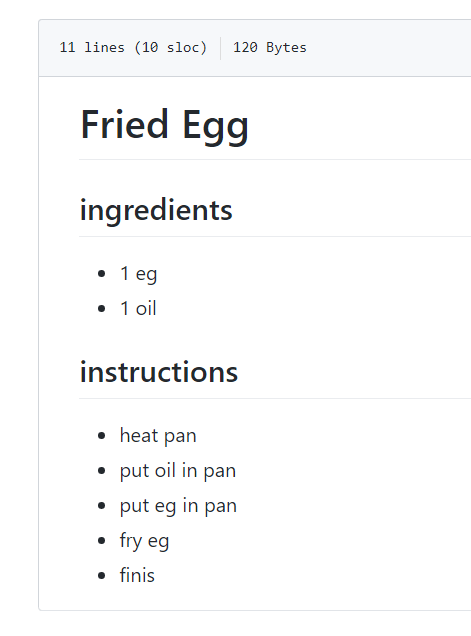 11 lines (10 sloc) 120 Bytes
Fried Egg
ingredients
1 eg
1 oil
instructions
heat pan
put oil in pan
put eg in pan
fry eg
finis